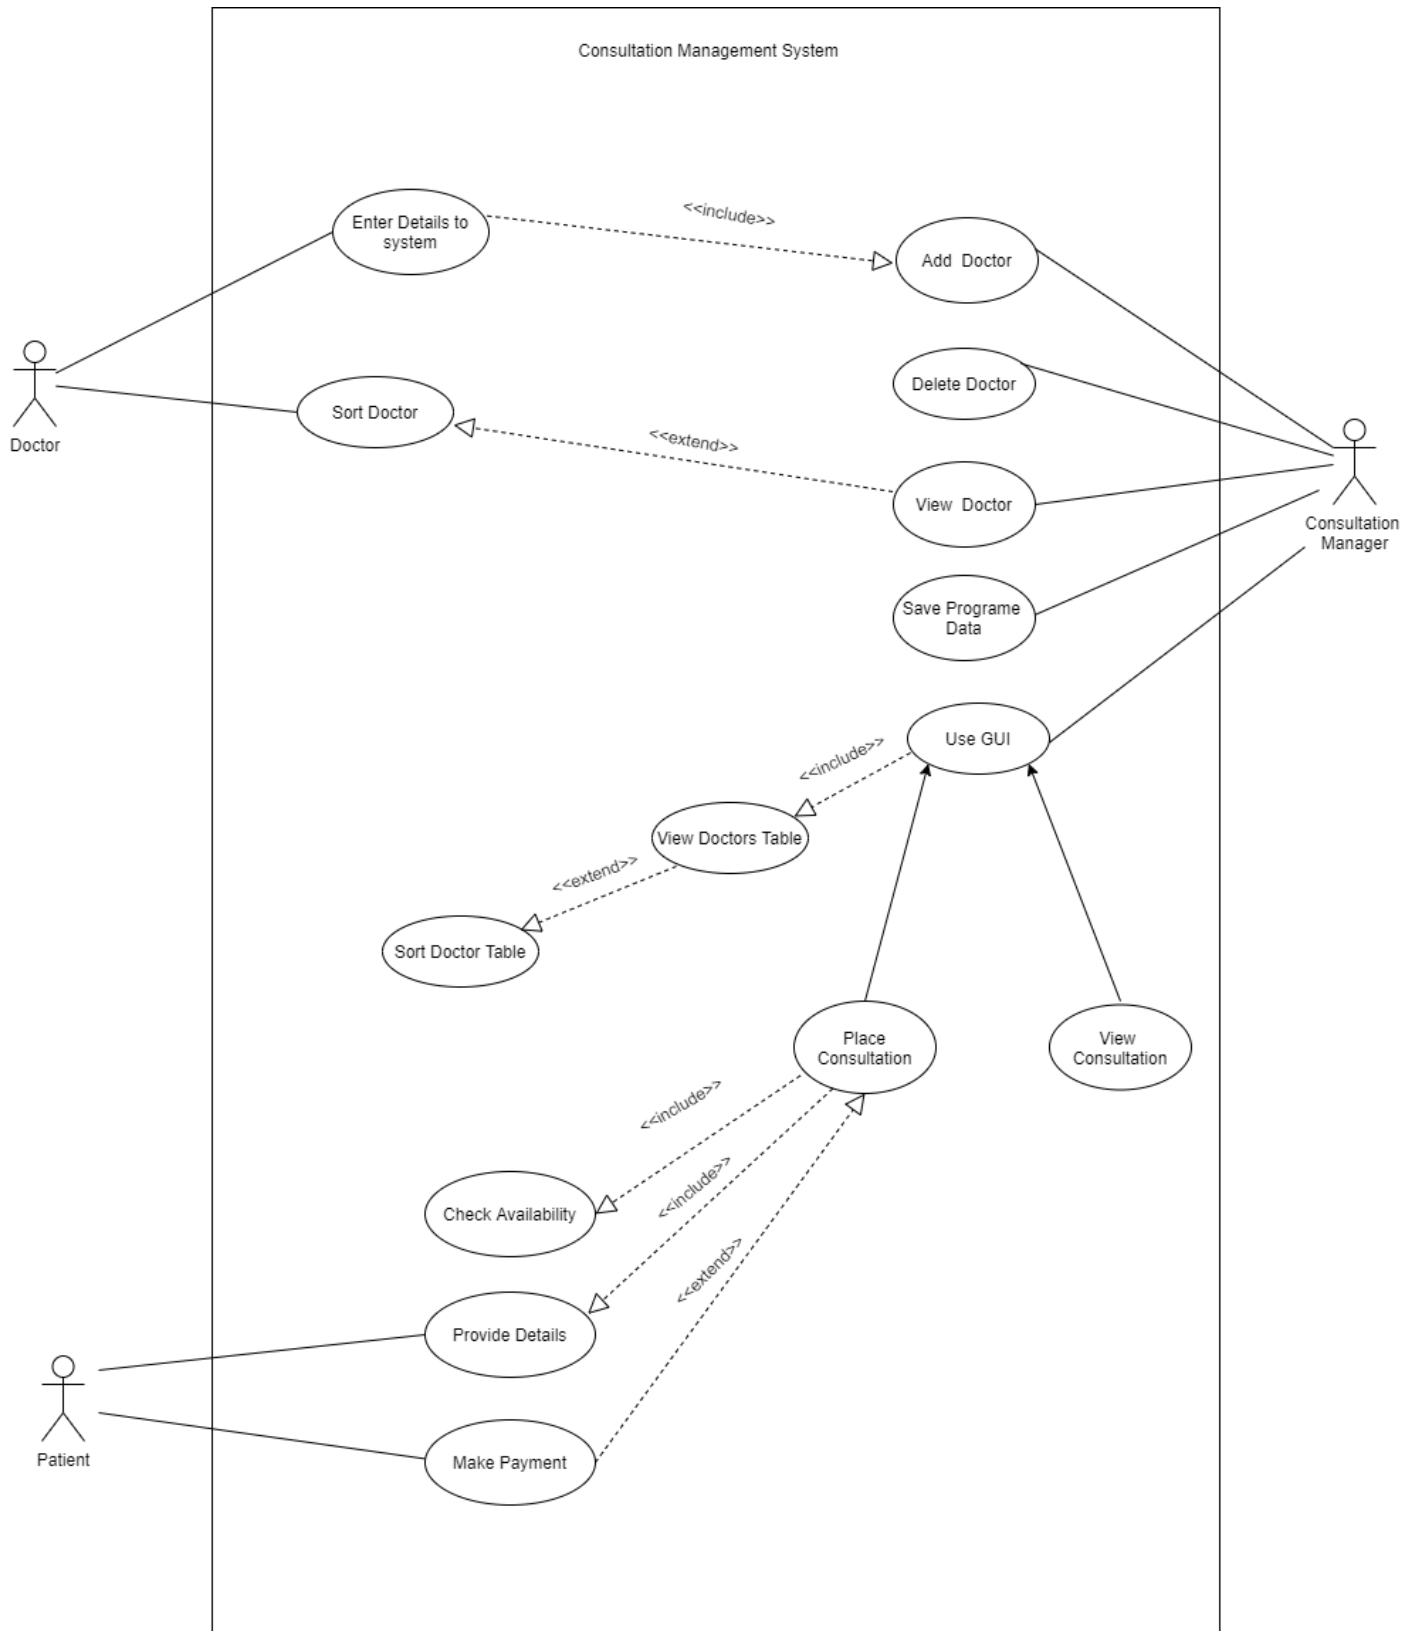 Consultation Management System
Enter Details to
system
<<include>>
Add  Doctor
Delete Doctor
Sort Doctor
<<extend>>
Doctor
View  Doctor
Consultation
Manager
Save Programe
Data
Use GUI
<<include>>
View Doctors Table
<<extend>>
Sort Doctor Table
Place
Consultation
View
Consultation
<<include>>
<<include>>
Check Availability
<<extend>>
Provide Details
Patient
Make Payment